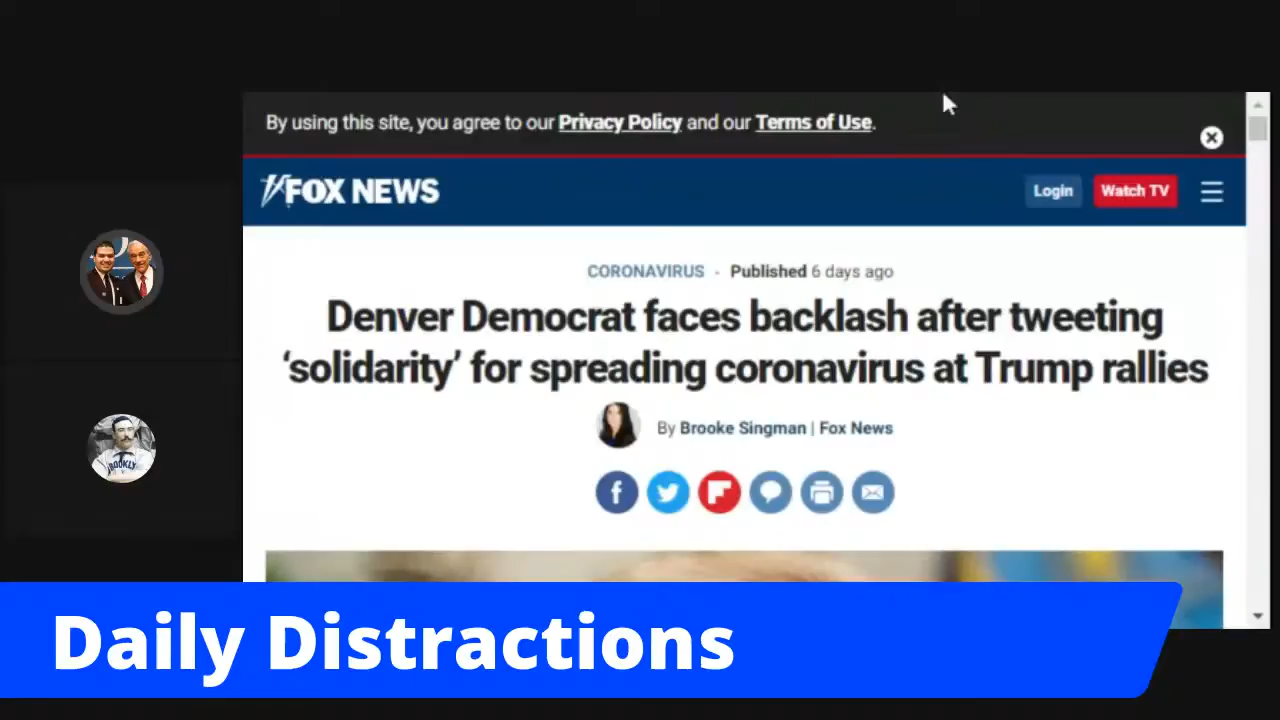 By using this site, you agree to our Privacy Policy and our Terms of Use.
FOX NEWS
Login
Watch TV
CORONAVIRUS - Published 6 days ago
Denver Democrat faces backlash after tweeting
‘solidarity’ for spreading coronavirus at Trump rallies
By Brooke Singman | Fox News
BROOKLY
Daily Distractions